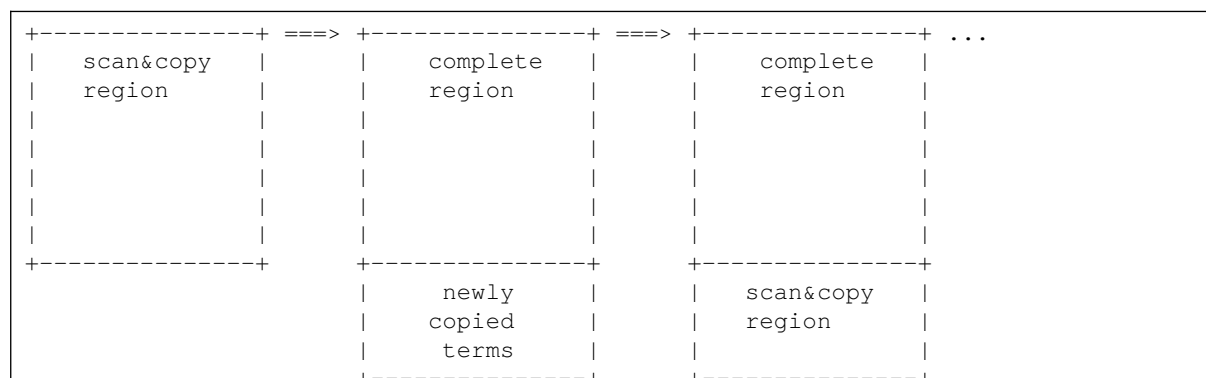 +---------------+ ===> +---------------+ ===> +---------------+ ...
|   scan&copy   |      |    complete   |      |    complete   |
|   region      |      |    region     |      |    region     |
|               |      |               |      |               |
|               |      |               |      |               |
|               |      |               |      |               |
|               |      |               |      |               |
|               |      |               |      |               |
+---------------+      +---------------+      +---------------+
                       |     newly     |      |   scan&copy   |
                       |    copied     |      |   region      |
                       |     terms     |      |               |
                       +---------------+      +---------------+